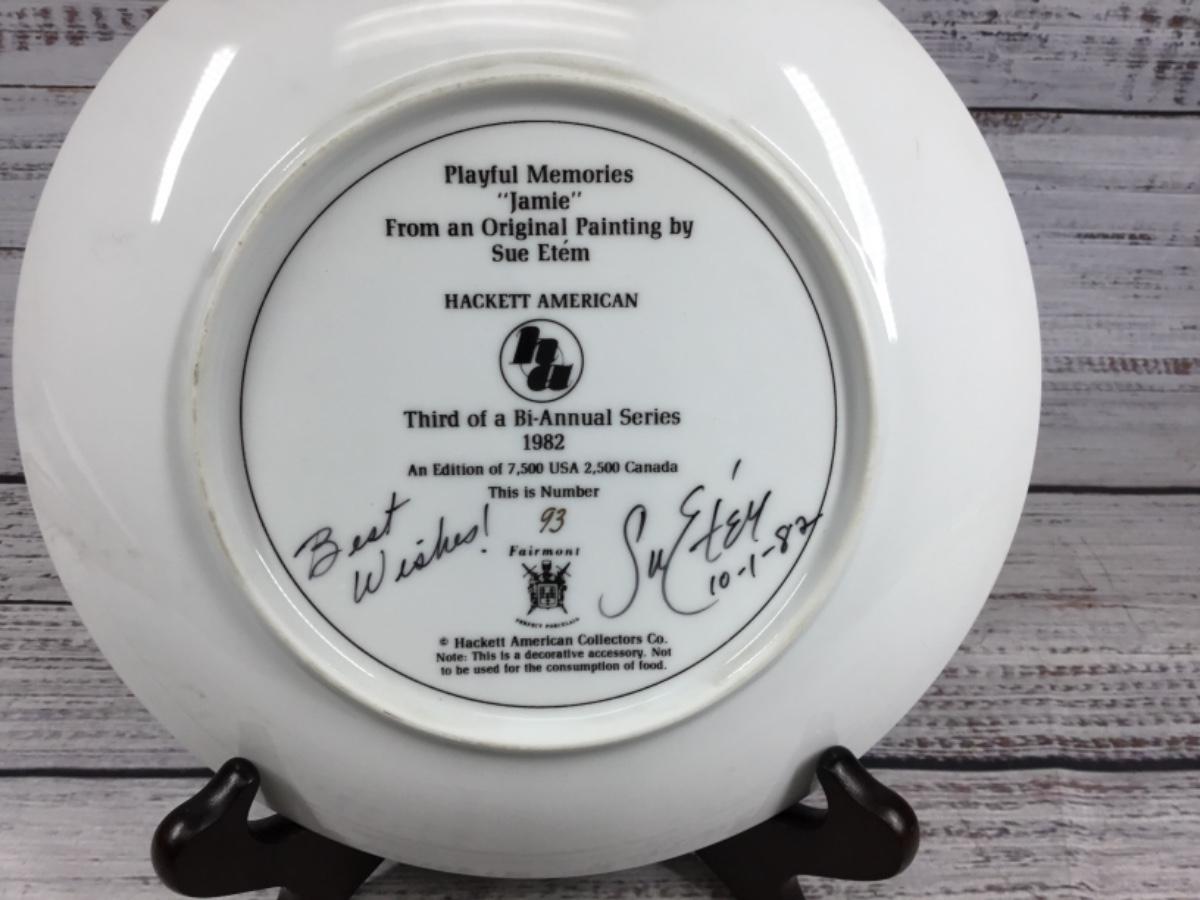 Playful Memories
"Jamie"
From an Original Painting by
Sue Etém
HACKETT AMERICAN
ha
Third of a Bi-Annual Series
1982
An Edition of 7,500 USA 2,500 Canada
This is Number
93
Best
Wishes!
Sue Etém
10-1-82
Fairmont
PERFECT PORCELAIN
© Hackett American Collectors Co.
Note: This is a decorative accessory. Not
to be used for the consumption of food.